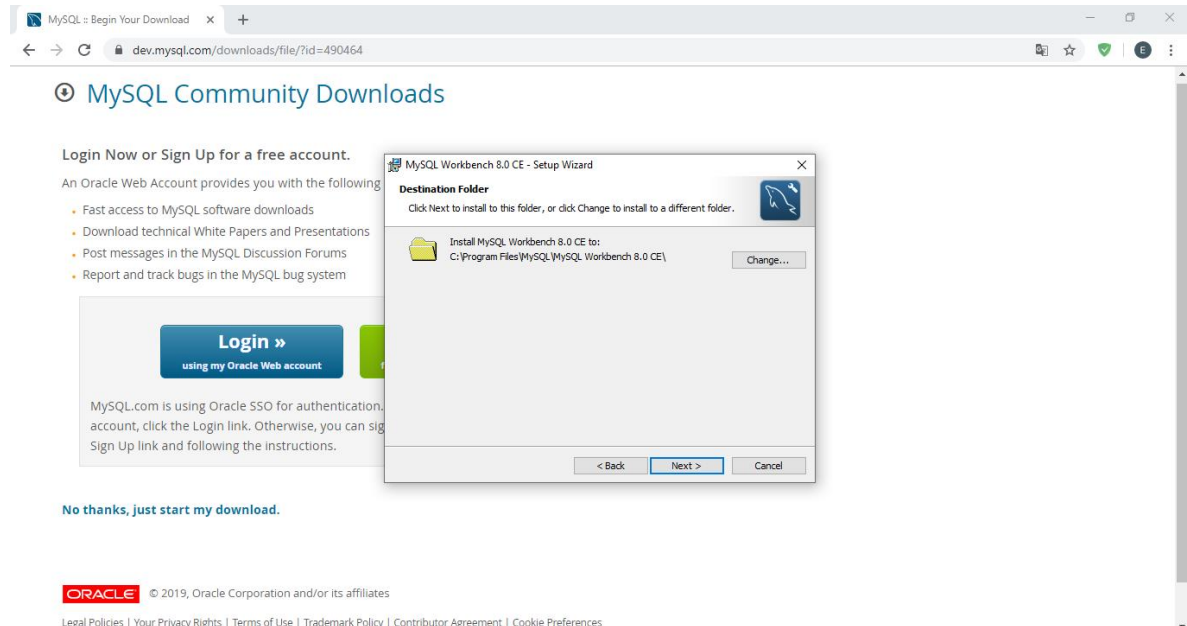 MySQL :: Begin Your Download
dev.mysql.com/downloads/file/?id=490464
E
MySQL Community Downloads
Login Now or Sign Up for a free account.
An Oracle Web Account provides you with the following
Fast access to MySQL software downloads
Download technical White Papers and Presentations
Post messages in the MySQL Discussion Forums
Report and track bugs in the MySQL bug system
Login »
using my Oracle Web account
MySQL.com is using Oracle SSO for authentication.
account, click the Login link. Otherwise, you can sig
Sign Up link and following the instructions.
No thanks, just start my download.
ORACLE © 2019, Oracle Corporation and/or its affiliates
Legal Policies | Your Privacy Rights | Terms of Use | Trademark Policy | Contributor Agreement | Cookie Preferences
MySQL Workbench 8.0 CE - Setup Wizard
Destination Folder
Click Next to install to this folder, or click Change to install to a different folder.
Install MySQL Workbench 8.0 CE to:
C:\Program Files\MySQL\MySQL Workbench 8.0 CE\
Change...
< Back Next > Cancel